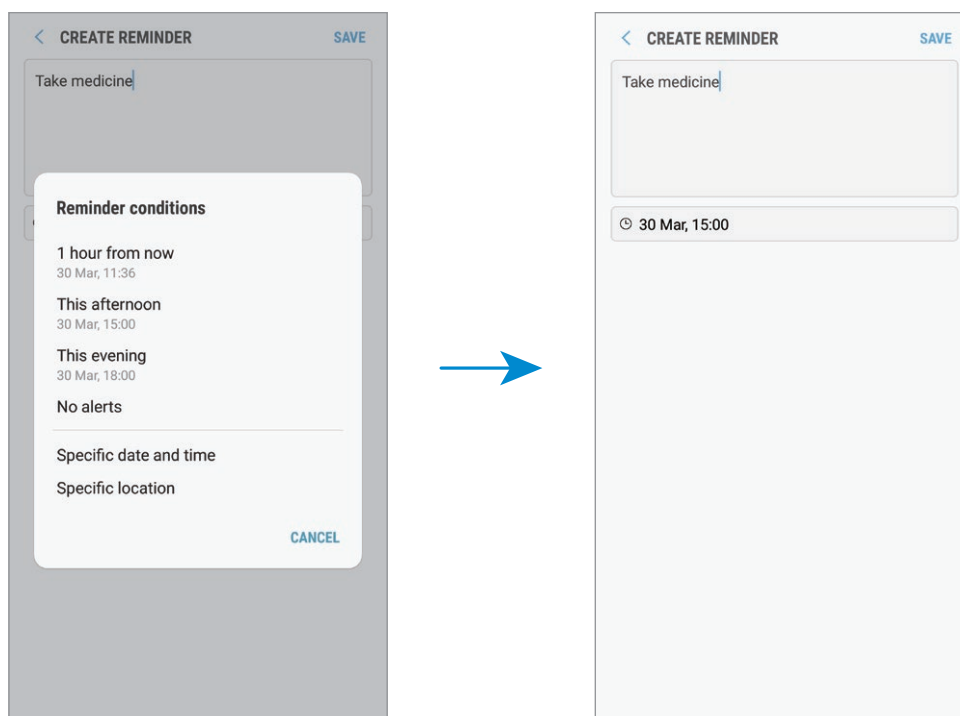 CREATE REMINDER SAVE
Take medicine
Reminder conditions
1 hour from now
30 Mar, 11:36
This afternoon
30 Mar, 15:00
This evening
30 Mar, 18:00
No alerts
Specific date and time
Specific location
CANCEL
CREATE REMINDER SAVE
Take medicine
30 Mar, 15:00